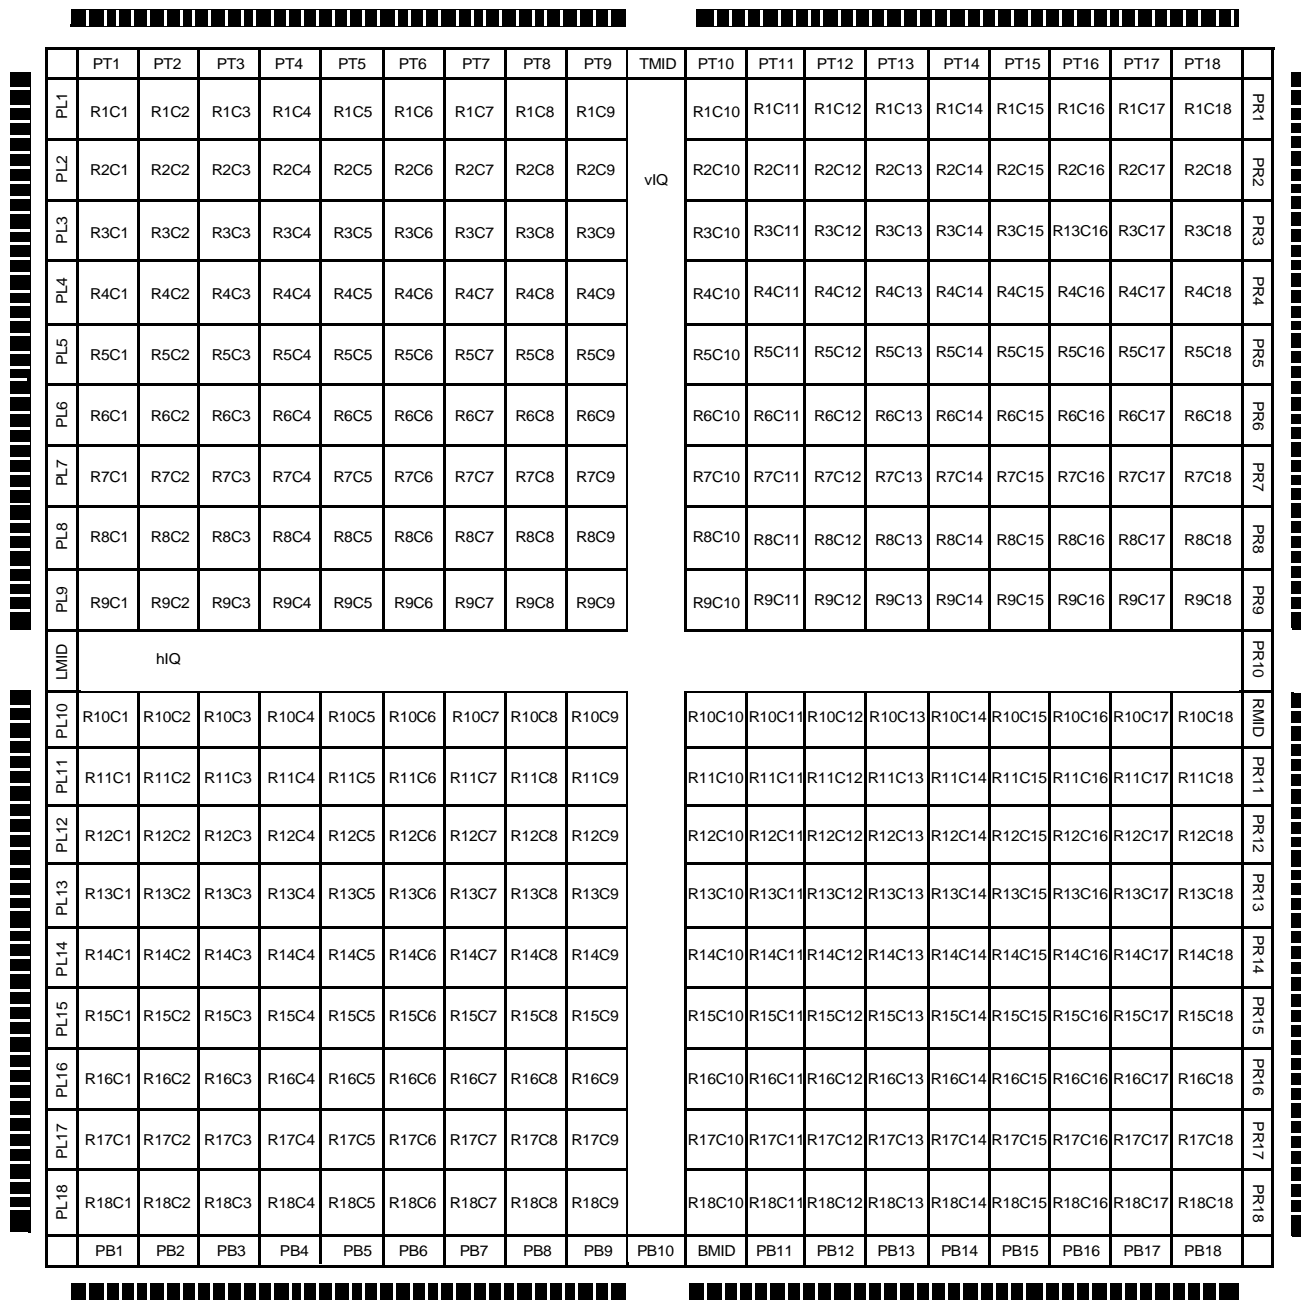 PT1 PT2 PT3 PT4 PT5 PT6 PT7 PT8 PT9 TMID PT10 PT11 PT12 PT13 PT14 PT15 PT16 PT17 PT18
PL1 R1C1 R1C2 R1C3 R1C4 R1C5 R1C6 R1C7 R1C8 R1C9 R1C10 R1C11 R1C12 R1C13 R1C14 R1C15 R1C16 R1C17 R1C18 PR1
PL2 R2C1 R2C2 R2C3 R2C4 R2C5 R2C6 R2C7 R2C8 R2C9 vIQ R2C10 R2C11 R2C12 R2C13 R2C14 R2C15 R2C16 R2C17 R2C18 PR2
PL3 R3C1 R3C2 R3C3 R3C4 R3C5 R3C6 R3C7 R3C8 R3C9 R3C10 R3C11 R3C12 R3C13 R3C14 R3C15 R13C16 R3C17 R3C18 PR3
PL4 R4C1 R4C2 R4C3 R4C4 R4C5 R4C6 R4C7 R4C8 R4C9 R4C10 R4C11 R4C12 R4C13 R4C14 R4C15 R4C16 R4C17 R4C18 PR4
PL5 R5C1 R5C2 R5C3 R5C4 R5C5 R5C6 R5C7 R5C8 R5C9 R5C10 R5C11 R5C12 R5C13 R5C14 R5C15 R5C16 R5C17 R5C18 PR5
PL6 R6C1 R6C2 R6C3 R6C4 R6C5 R6C6 R6C7 R6C8 R6C9 R6C10 R6C11 R6C12 R6C13 R6C14 R6C15 R6C16 R6C17 R6C18 PR6
PL7 R7C1 R7C2 R7C3 R7C4 R7C5 R7C6 R7C7 R7C8 R7C9 R7C10 R7C11 R7C12 R7C13 R7C14 R7C15 R7C16 R7C17 R7C18 PR7
PL8 R8C1 R8C2 R8C3 R8C4 R8C5 R8C6 R8C7 R8C8 R8C9 R8C10 R8C11 R8C12 R8C13 R8C14 R8C15 R8C16 R8C17 R8C18 PR8
PL9 R9C1 R9C2 R9C3 R9C4 R9C5 R9C6 R9C7 R9C8 R9C9 R9C10 R9C11 R9C12 R9C13 R9C14 R9C15 R9C16 R9C17 R9C18 PR9
LMID hIQ PR10
PL10 R10C1 R10C2 R10C3 R10C4 R10C5 R10C6 R10C7 R10C8 R10C9 R10C10 R10C11 R10C12 R10C13 R10C14 R10C15 R10C16 R10C17 R10C18 RMID
PL11 R11C1 R11C2 R11C3 R11C4 R11C5 R11C6 R11C7 R11C8 R11C9 R11C10 R11C11 R11C12 R11C13 R11C14 R11C15 R11C16 R11C17 R11C18 PR11
PL12 R12C1 R12C2 R12C3 R12C4 R12C5 R12C6 R12C7 R12C8 R12C9 R12C10 R12C11 R12C12 R12C13 R12C14 R12C15 R12C16 R12C17 R12C18 PR12
PL13 R13C1 R13C2 R13C3 R13C4 R13C5 R13C6 R13C7 R13C8 R13C9 R13C10 R13C11 R13C12 R13C13 R13C14 R13C15 R13C16 R13C17 R13C18 PR13
PL14 R14C1 R14C2 R14C3 R14C4 R14C5 R14C6 R14C7 R14C8 R14C9 R14C10 R14C11 R14C12 R14C13 R14C14 R14C15 R14C16 R14C17 R14C18 PR14
PL15 R15C1 R15C2 R15C3 R15C4 R15C5 R15C6 R15C7 R15C8 R15C9 R15C10 R15C11 R15C12 R15C13 R15C14 R15C15 R15C16 R15C17 R15C18 PR15
PL16 R16C1 R16C2 R16C3 R16C4 R16C5 R16C6 R16C7 R16C8 R16C9 R16C10 R16C11 R16C12 R16C13 R16C14 R16C15 R16C16 R16C17 R16C18 PR16
PL17 R17C1 R17C2 R17C3 R17C4 R17C5 R17C6 R17C7 R17C8 R17C9 R17C10 R17C11 R17C12 R17C13 R17C14 R17C15 R17C16 R17C17 R17C18 PR17
PL18 R18C1 R18C2 R18C3 R18C4 R18C5 R18C6 R18C7 R18C8 R18C9 R18C10 R18C11 R18C12 R18C13 R18C14 R18C15 R18C16 R18C17 R18C18 PR18
PB1 PB2 PB3 PB4 PB5 PB6 PB7 PB8 PB9 PB10 BMID PB11 PB12 PB13 PB14 PB15 PB16 PB17 PB18